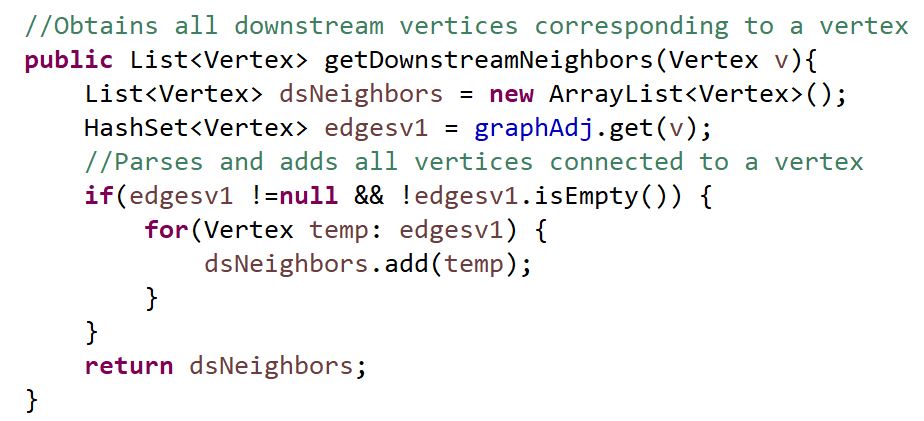 //Obtains all downstream vertices corresponding to a vertex
public List<Vertex> getDownstreamNeighbors(Vertex v){
    List<Vertex> dsNeighbors = new ArrayList<Vertex>();
    HashSet<Vertex> edgesv1 = graphAdj.get(v);
    //Parses and adds all vertices connected to a vertex
    if(edgesv1 !=null && !edgesv1.isEmpty()) {
        for(Vertex temp: edgesv1) {
            dsNeighbors.add(temp);
        }
    }
    return dsNeighbors;
}